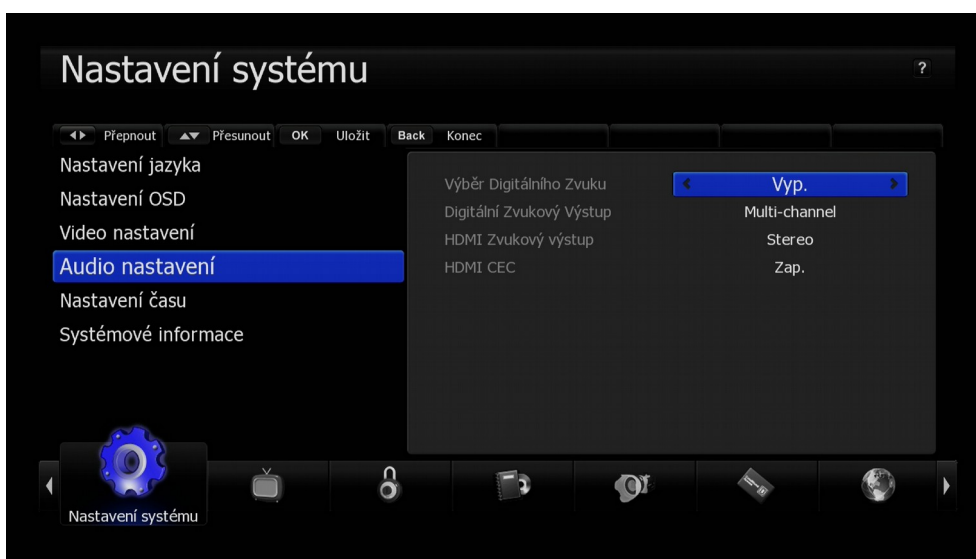 Nastavení systému
?
Přepnout Přesunout OK Uložit Back Konec
Nastavení jazyka
Nastavení OSD
Video nastavení
Audio nastavení
Nastavení času
Systémové informace
Výběr Digitálního Zvuku Vyp.
Digitální Zvukový Výstup Multi-channel
HDMI Zvukový výstup Stereo
HDMI CEC Zap.
Nastavení systému